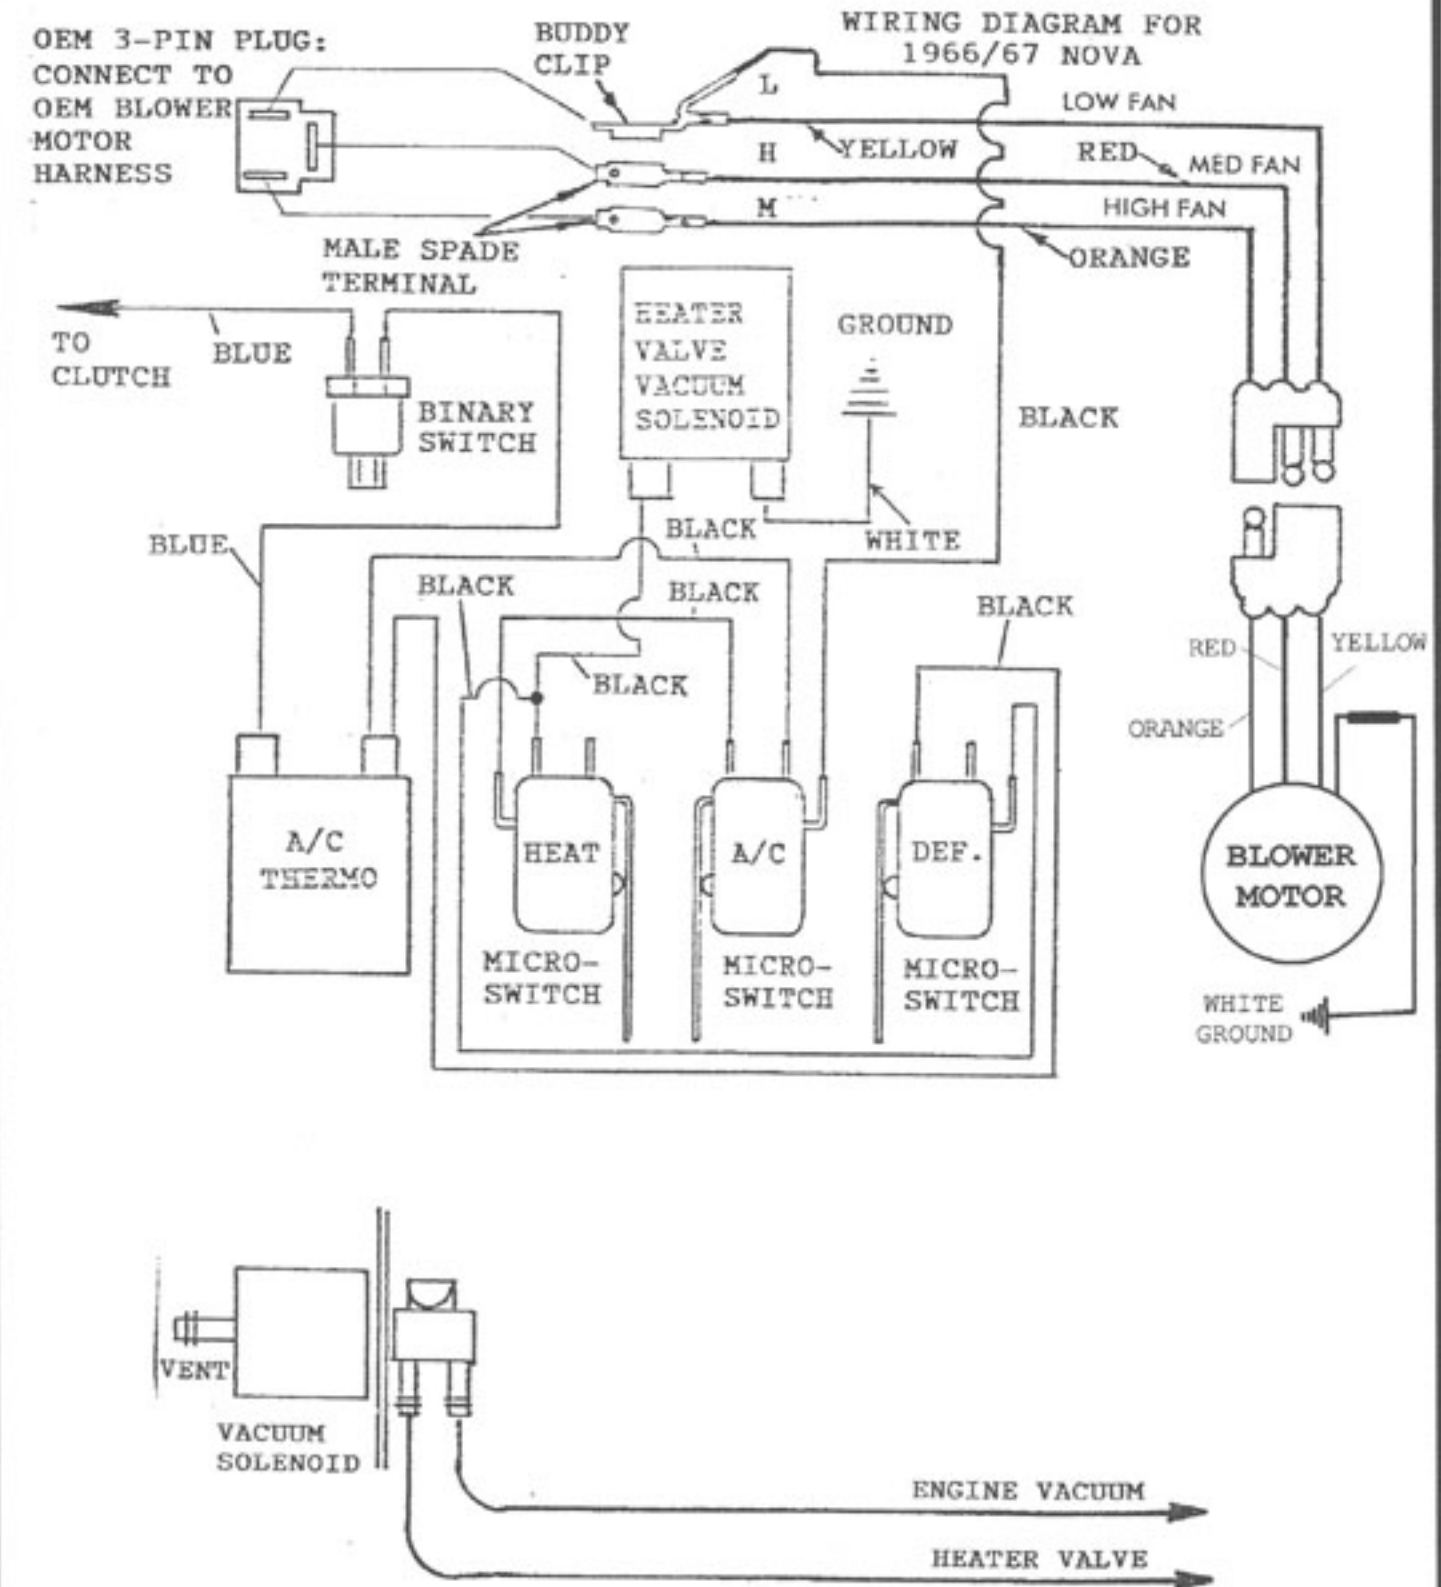 WIRING DIAGRAM FOR
1966/67 NOVA
OEM 3-PIN PLUG:
CONNECT TO
OEM BLOWER
MOTOR
HARNESS
BUDDY
CLIP
L
LOW FAN
YELLOW
H
RED
MED FAN
M
HIGH FAN
ORANGE
MALE SPADE
TERMINAL
TO
CLUTCH
BLUE
BINARY
SWITCH
HEATER
VALVE
VACUUM
SOLENOID
GROUND
WHITE
BLACK
BLUE
BLACK
BLACK
BLACK
BLACK
BLACK
RED
YELLOW
ORANGE
A/C
THERMO
HEAT
A/C
DEF.
BLOWER
MOTOR
MICRO-
SWITCH
MICRO-
SWITCH
MICRO-
SWITCH
WHITE
GROUND
VENT
VACUUM
SOLENOID
ENGINE VACUUM
HEATER VALVE